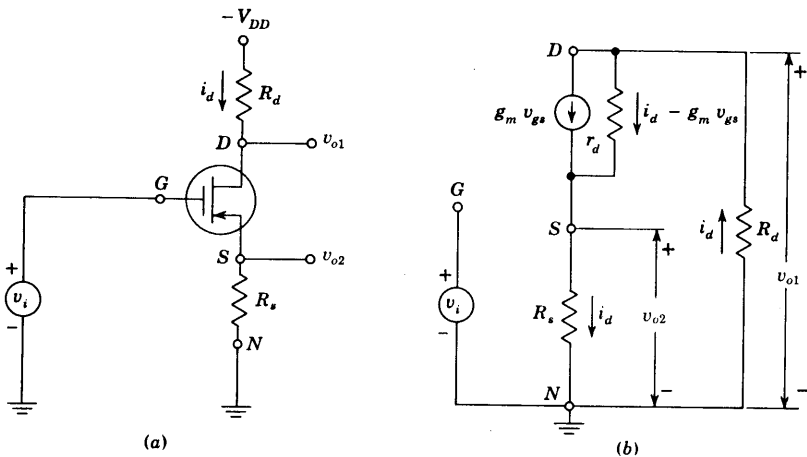 −V_DD
i_d
R_d
D
v_o1
G
S
v_o2
+
v_i
−
R_s
N
(a)
D
+
g_m v_gs
i_d − g_m v_gs
r_d
G
S
+
i_d
R_d
v_o1
+
v_i
−
R_s
i_d
v_o2
−
N
−
(b)